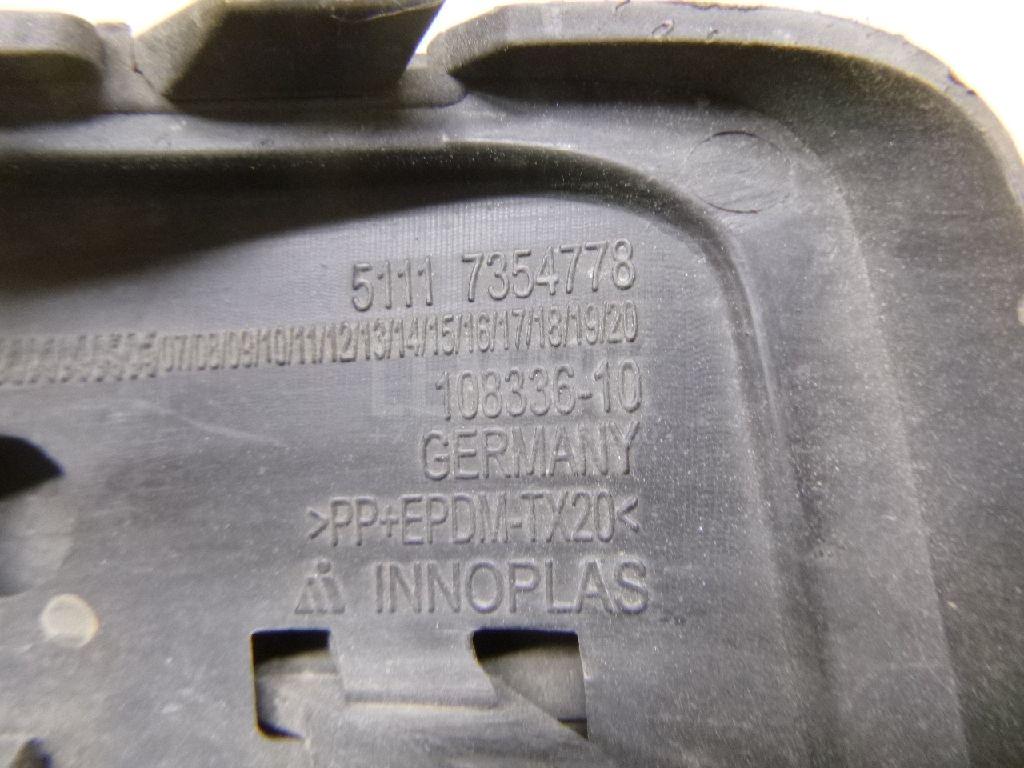 5111 7354778
07/08/09/10/11/12/13/14/15/16/17/18/19/20
108336-10
GERMANY
>PP+EPDM-TX20<
INNOPLAS